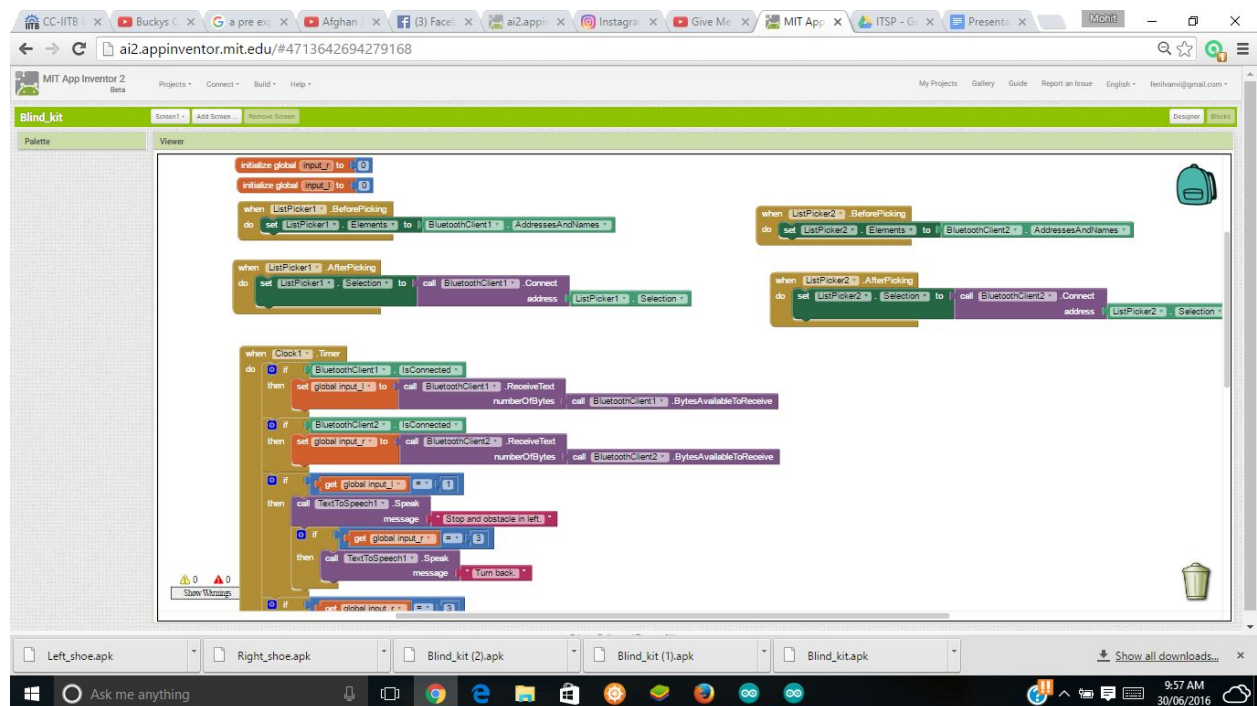 CC-IITB L
Buckys C
a pre exp
Afghan
(3) Faceb
ai2.appin
Instagra
Give Me
MIT App
ITSP - G
Presenta
Mohit
ai2.appinventor.mit.edu/#4713642694279168
MIT App Inventor 2
Beta
Projects Connect Build Help
My Projects Gallery Guide Report an Issue English fenilvanvi@gmail.com
Blind_kit
Screen1 Add Screen ... Remove Screen
Designer Blocks
Palette
Viewer
initialize global input_r to 0
initialize global input_l to 0
when ListPicker1 .BeforePicking
do set ListPicker1 . Elements to BluetoothClient1 . AddressesAndNames
when ListPicker2 .BeforePicking
do set ListPicker2 . Elements to BluetoothClient2 . AddressesAndNames
when ListPicker1 .AfterPicking
do set ListPicker1 . Selection to call BluetoothClient1 .Connect
address ListPicker1 . Selection
when ListPicker2 .AfterPicking
do set ListPicker2 . Selection to call BluetoothClient2 .Connect
address ListPicker2 . Selection
when Clock1 .Timer
do if BluetoothClient1 . IsConnected
then set global input_l to call BluetoothClient1 .ReceiveText
numberOfBytes call BluetoothClient1 .BytesAvailableToReceive
if BluetoothClient2 . IsConnected
then set global input_r to call BluetoothClient2 .ReceiveText
numberOfBytes call BluetoothClient2 .BytesAvailableToReceive
if get global input_l = 1
then call TextToSpeech1 .Speak
message " Stop and obstacle in left. "
if get global input_r = 3
then call TextToSpeech1 .Speak
message " Turn back. "
if get global input_r = 3
0 0
Show Warnings
Left_shoe.apk
Right_shoe.apk
Blind_kit (2).apk
Blind_kit (1).apk
Blind_kit.apk
Show all downloads...
Ask me anything
9:57 AM
30/06/2016